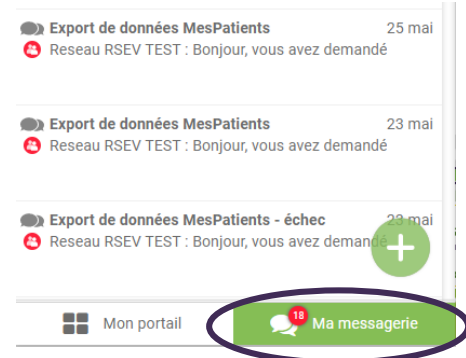 Export de données MesPatients 25 mai
Reseau RSEV TEST : Bonjour, vous avez demandé
Export de données MesPatients 23 mai
Reseau RSEV TEST : Bonjour, vous avez demandé
Export de données MesPatients - échec 23 mai
Reseau RSEV TEST : Bonjour, vous avez demandé
Mon portail 18 Ma messagerie